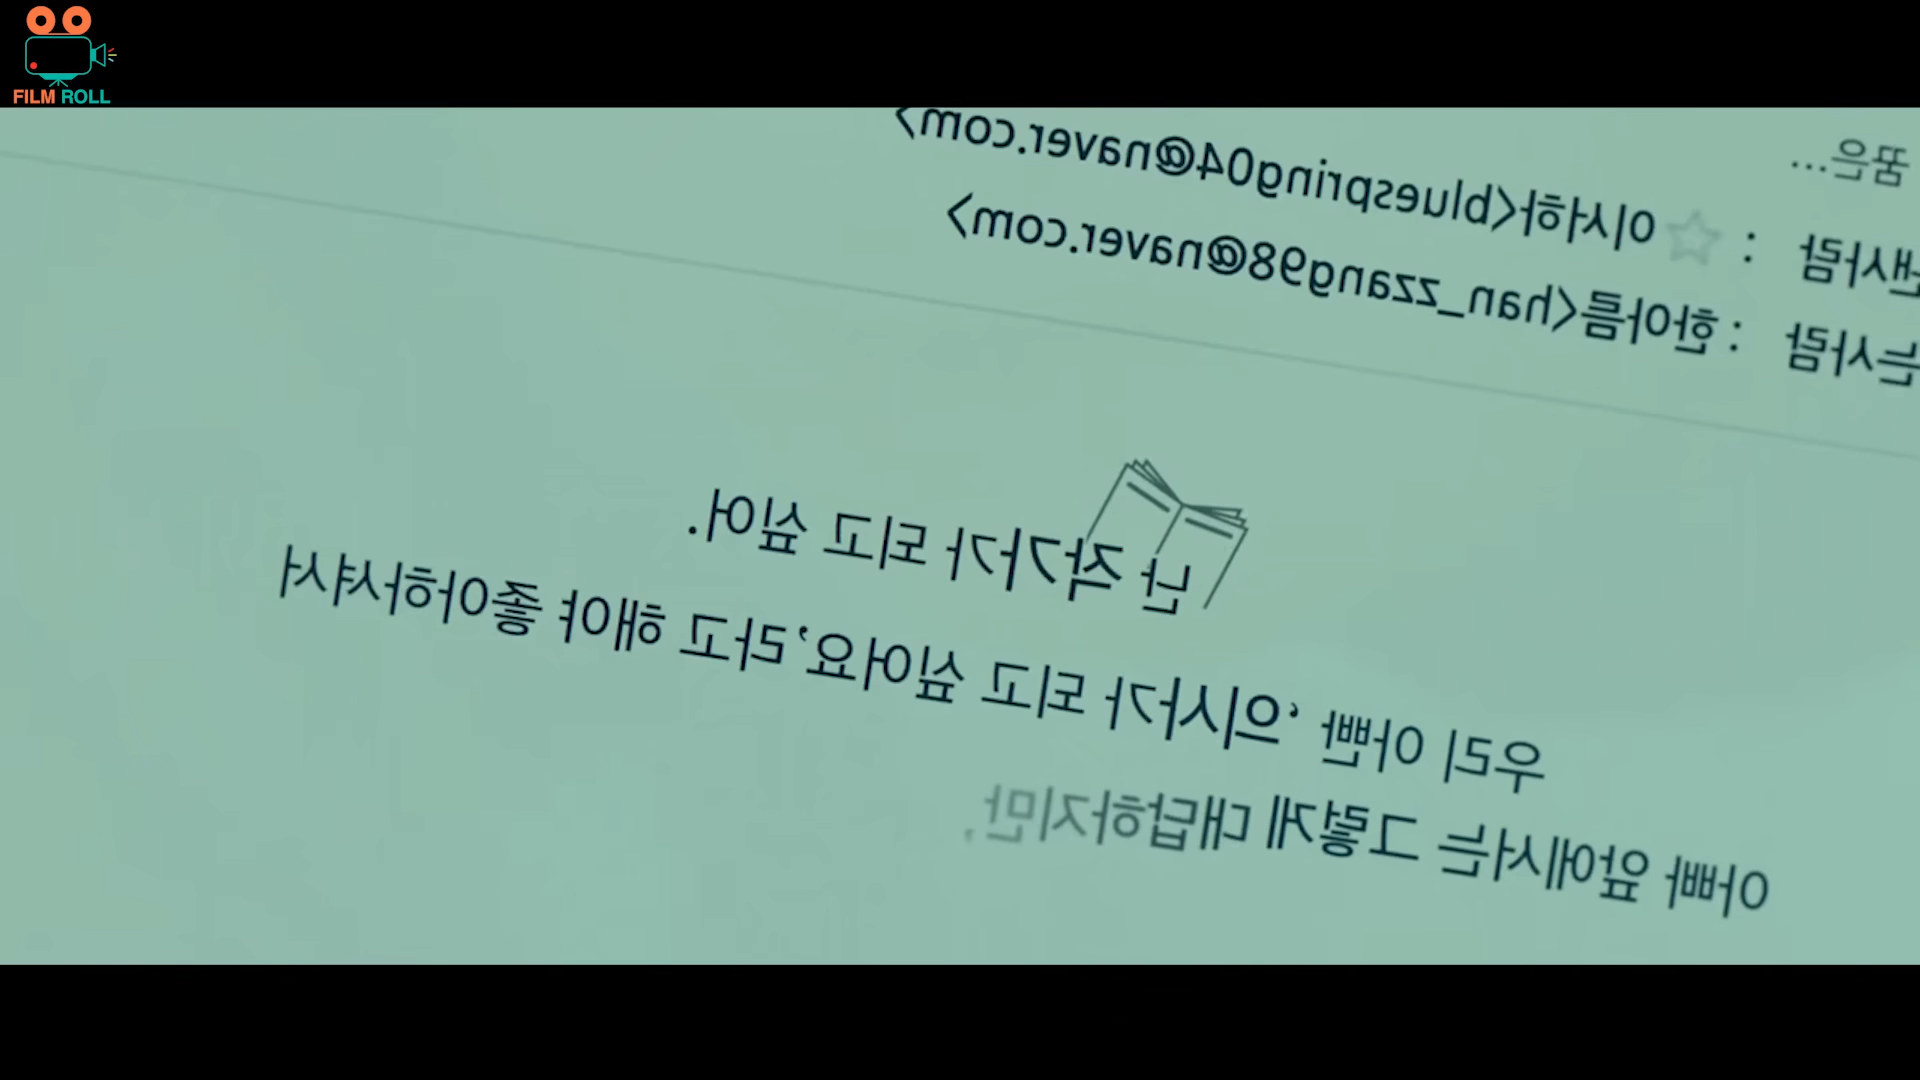 FILM ROLL
꿈은...
보낸사람 : ☆ 이서하<bluespring04@naver.com>
받는사람 : 한아름<han_zzang98@naver.com>
난 작가가 되고 싶어.
우리 아빤 ‘의사가 되고 싶어요’라고 해야 좋아하셔서
아빠 앞에서는 그렇게 대답하지만,